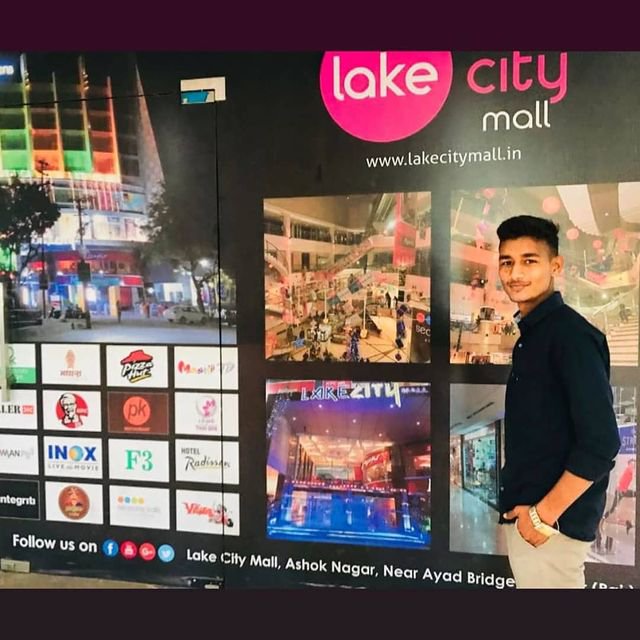 lake city
mall
www.lakecitymall.in
LAKE CITY
PIZZA
Hut
KFC
pk
INOX
LIVE the MOVIE
F3
HOTEL
Radisson
Follow us on
Lake City Mall, Ashok Nagar, Near Ayad Bridge